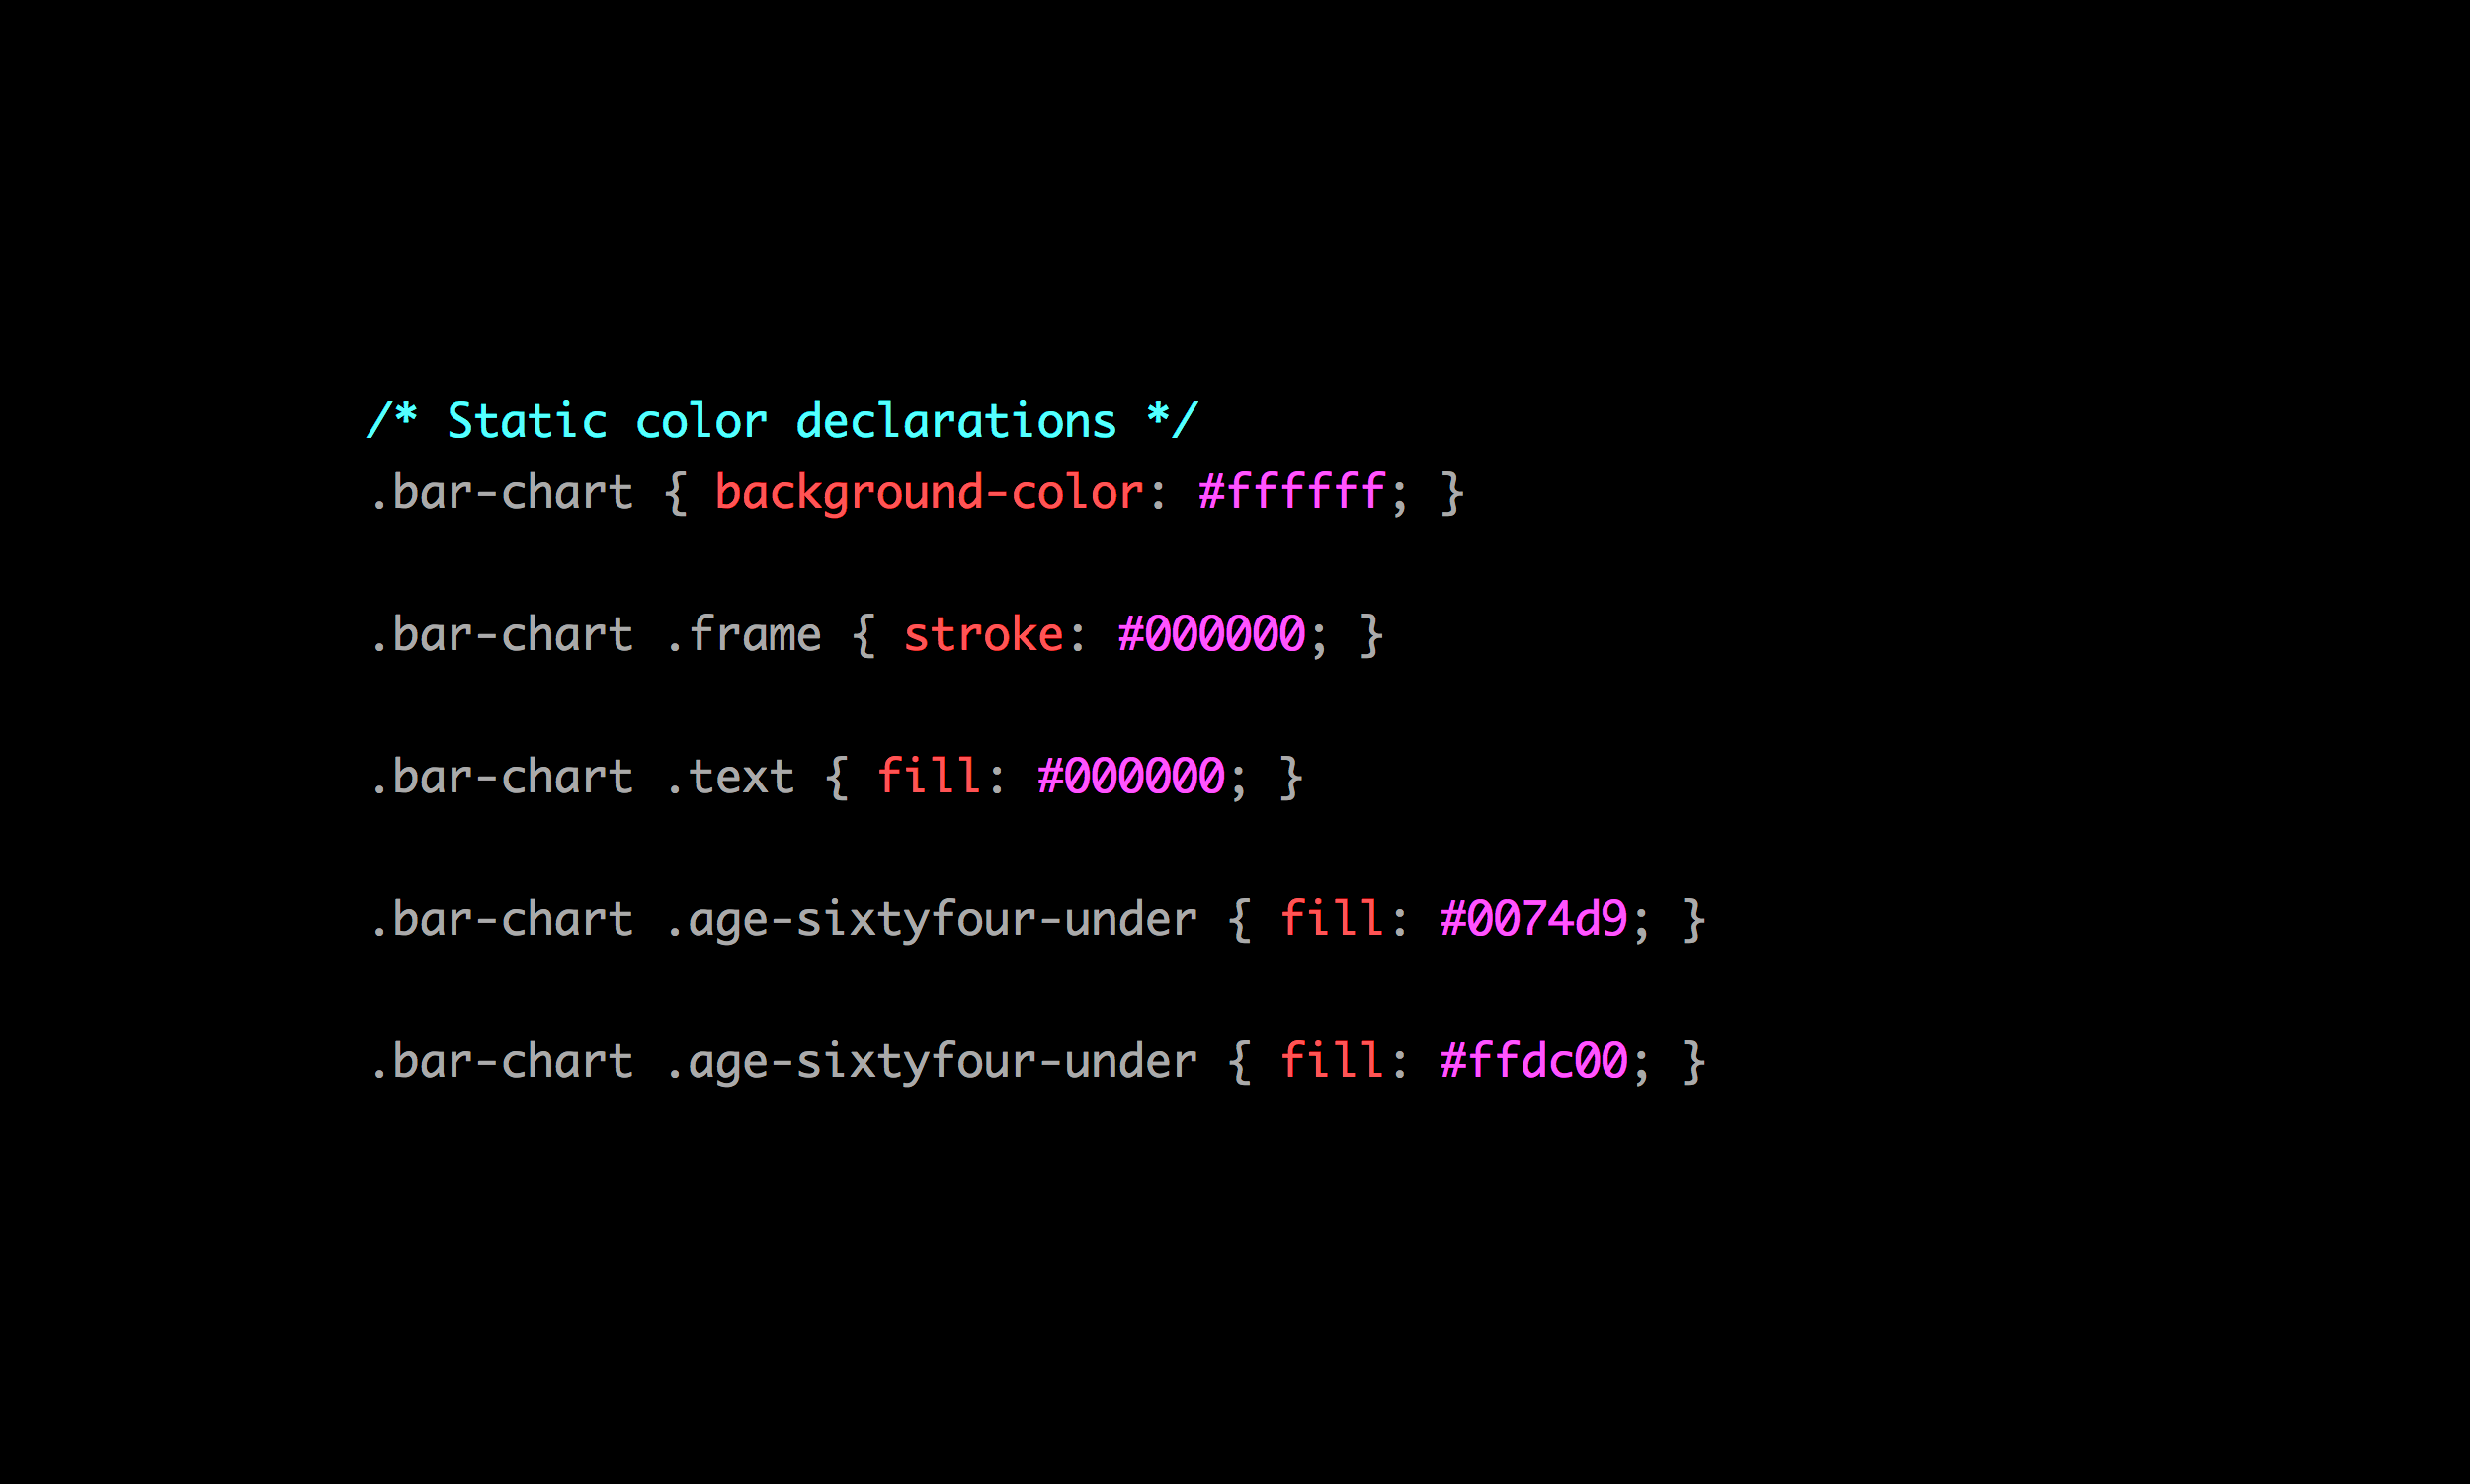 /* Static color declarations */
.bar-chart { background-color: #ffffff; }
.bar-chart .frame { stroke: #000000; }
.bar-chart .text { fill: #000000; }
.bar-chart .age-sixtyfour-under { fill: #0074d9; }
.bar-chart .age-sixtyfour-under { fill: #ffdc00; }